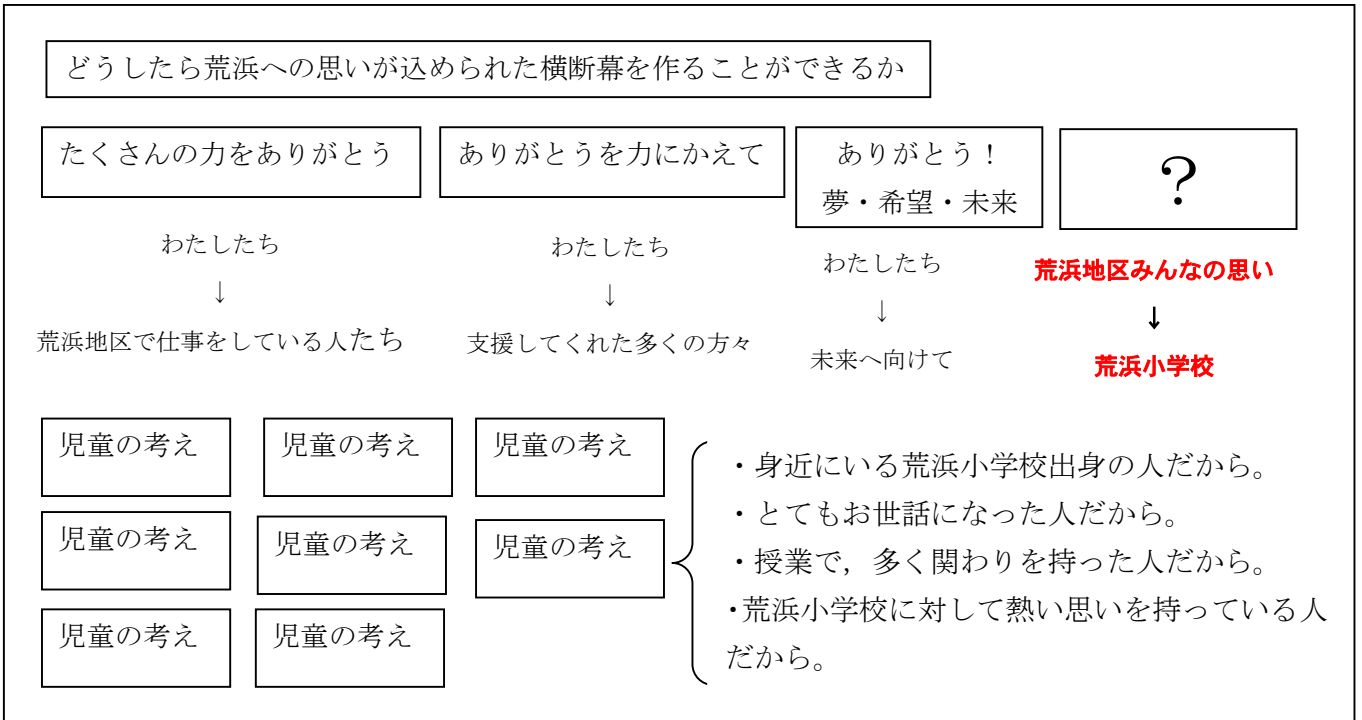 どうしたら荒浜への思いが込められた横断幕を作ることができるか
たくさんの力をありがとう
わたしたち
↓
荒浜地区で仕事をしている人たち
ありがとうを力にかえて
わたしたち
↓
支援してくれた多くの方々
ありがとう!
夢・希望・未来
わたしたち
↓
未来へ向けて
?
荒浜地区みんなの思い
↓
荒浜小学校
児童の考え
児童の考え
児童の考え
児童の考え
児童の考え
児童の考え
児童の考え
児童の考え
・身近にいる荒浜小学校出身の人だから。
・とてもお世話になった人だから。
・授業で,多く関わりを持った人だから。
・荒浜小学校に対して熱い思いを持っている人
だから。